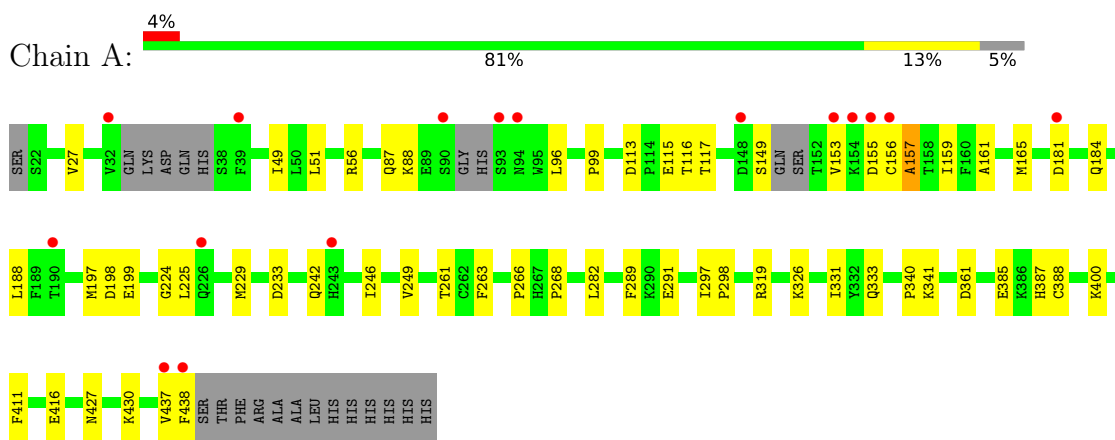 4%
Chain A:
81% 13% 5%
SER S22 V27 V32 GLN LYS ASP GLN HIS S38 F39 I49 L50 L51 R56 Q87 K88 E89 S90 GLY HIS S93 N94 W95 L96 P99 D113 P114 E115 T116 T117 D148 S149 GLN SER T152 V153 K154 D155 C156 A157 T158 I159 F160 A161 M165 D181 Q184
L188 F189 T190 M197 D198 E199 G224 L225 Q226 M229 D233 Q242 H243 I246 V249 T261 C262 F263 P266 H267 P268 L282 F289 K290 E291 I297 P298 R319 K326 I331 Y332 Q333 P340 K341 D361 E385 K386 H387 C388 K400
F411 E416 N427 K430 V437 F438 SER THR PHE ARG ALA ALA LEU HIS HIS HIS HIS HIS HIS